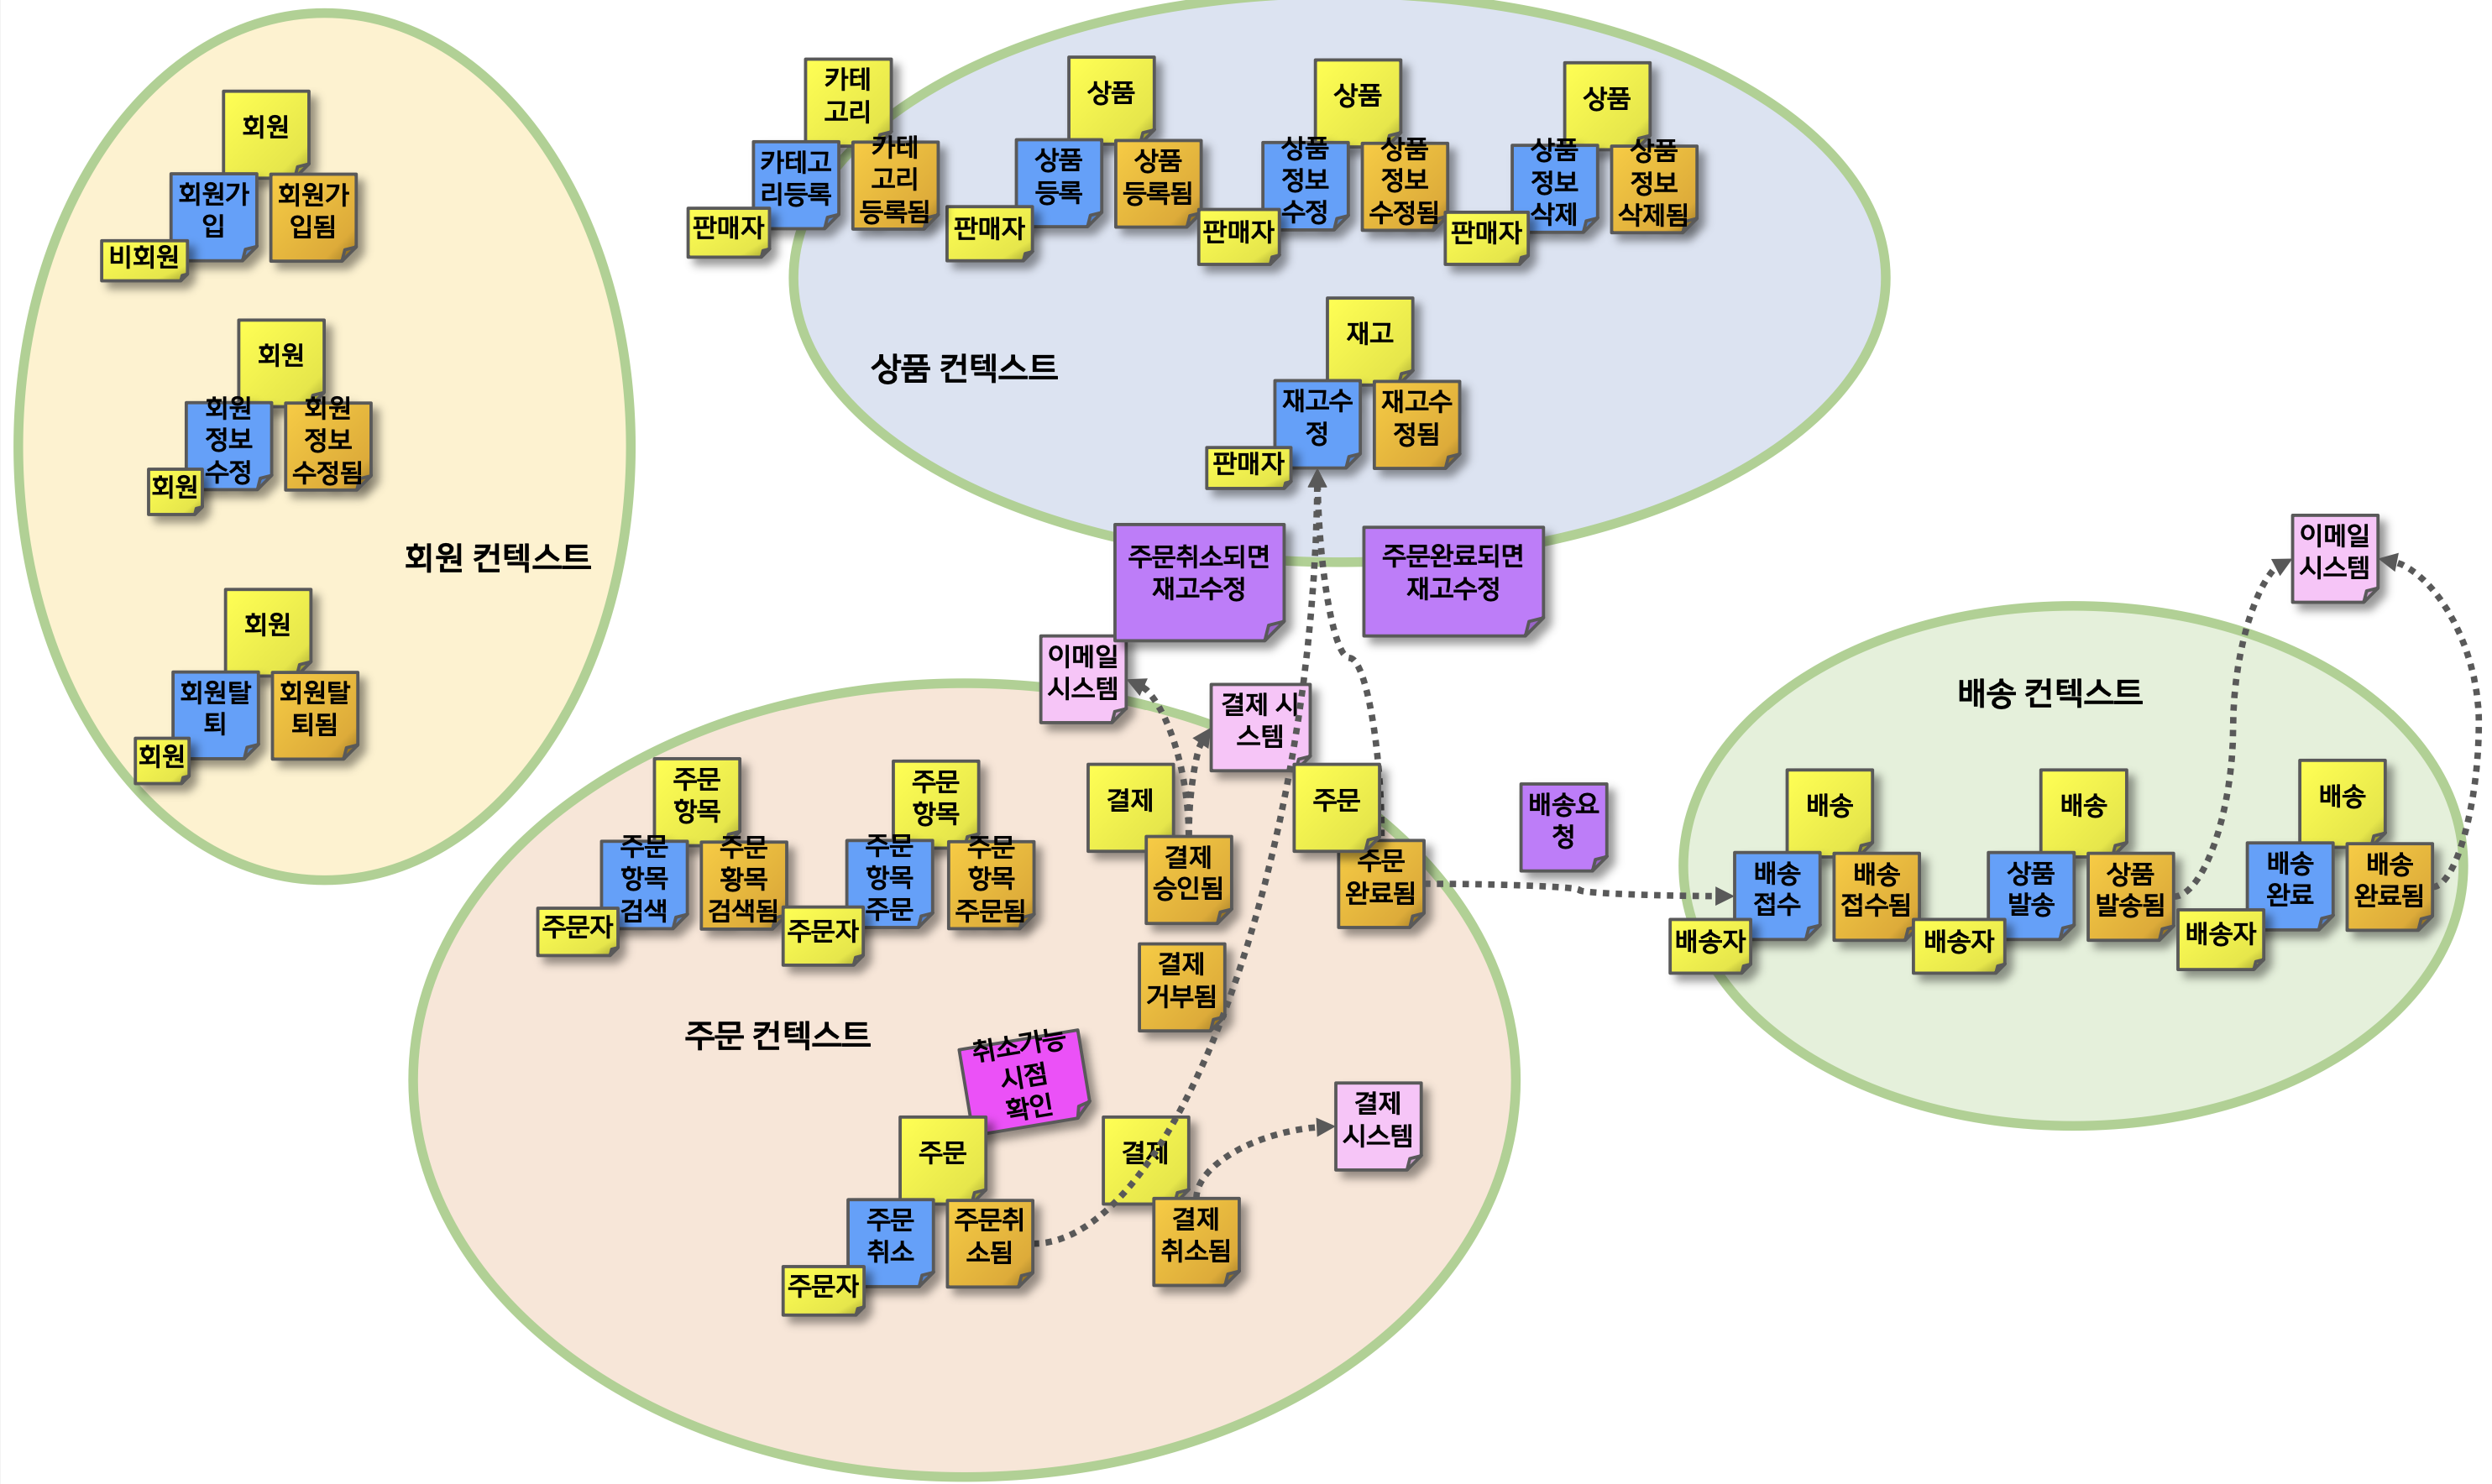 회원
회원가
입
회원가
입됨
비회원
회원
회원
정보
수정
회원
정보
수정됨
회원
회원 컨텍스트
회원
회원탈
퇴
회원탈
퇴됨
회원
카테
고리
카테고
리등록
카테
고리
등록됨
판매자
상품
상품
등록
상품
등록됨
판매자
상품
상품
정보
수정
상품
정보
수정됨
판매자
상품
상품
정보
삭제
상품
정보
삭제됨
판매자
상품 컨텍스트
재고
재고수
정
재고수
정됨
판매자
주문취소되면
재고수정
주문완료되면
재고수정
이메일
시스템
결제 시
스템
주문
항목
주문
항목
검색
주문
황목
검색됨
주문자
주문
항목
주문
항목
주문
주문
항목
주문됨
주문자
결제
결제
승인됨
결제
거부됨
주문
주문
완료됨
주문 컨텍스트
취소가능
시점
확인
주문
주문
취소
주문취
소됨
주문자
결제
결제
취소됨
결제
시스템
배송요
청
이메일
시스템
배송 컨텍스트
배송
배송
접수
배송
접수됨
배송자
배송
상품
발송
상품
발송됨
배송자
배송
배송
완료
배송
완료됨
배송자